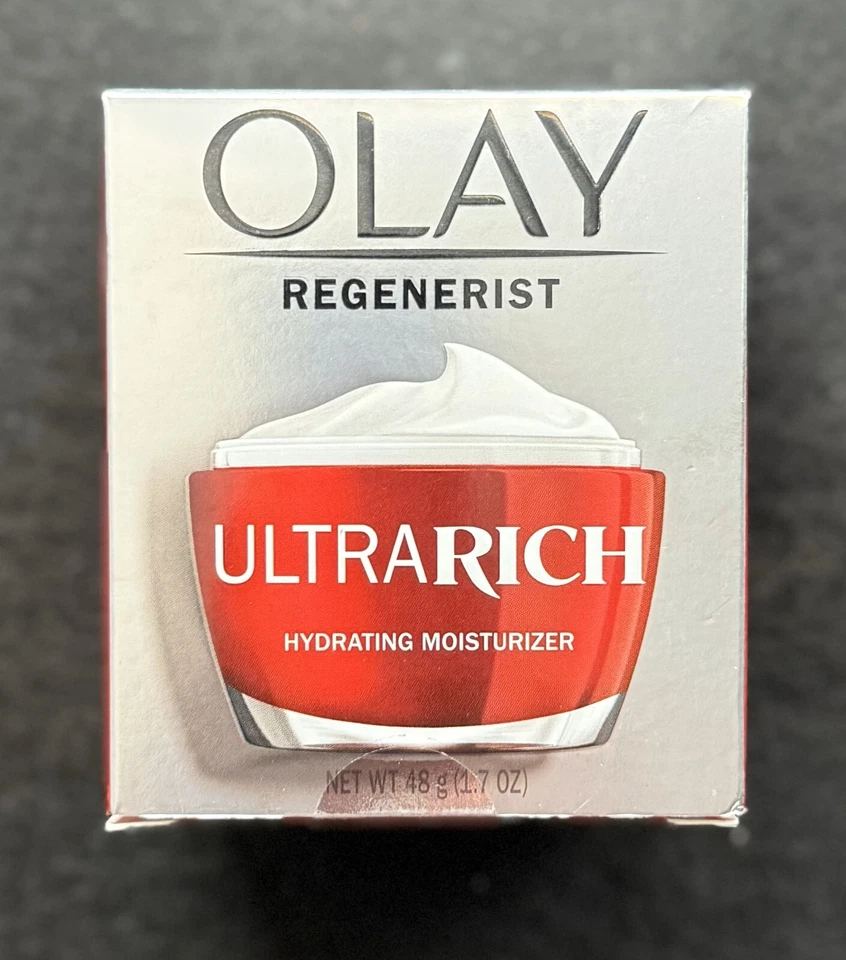 OLAY
REGENERIST
ULTRARICH
HYDRATING MOISTURIZER
NET WT 48 g (1.7 OZ)